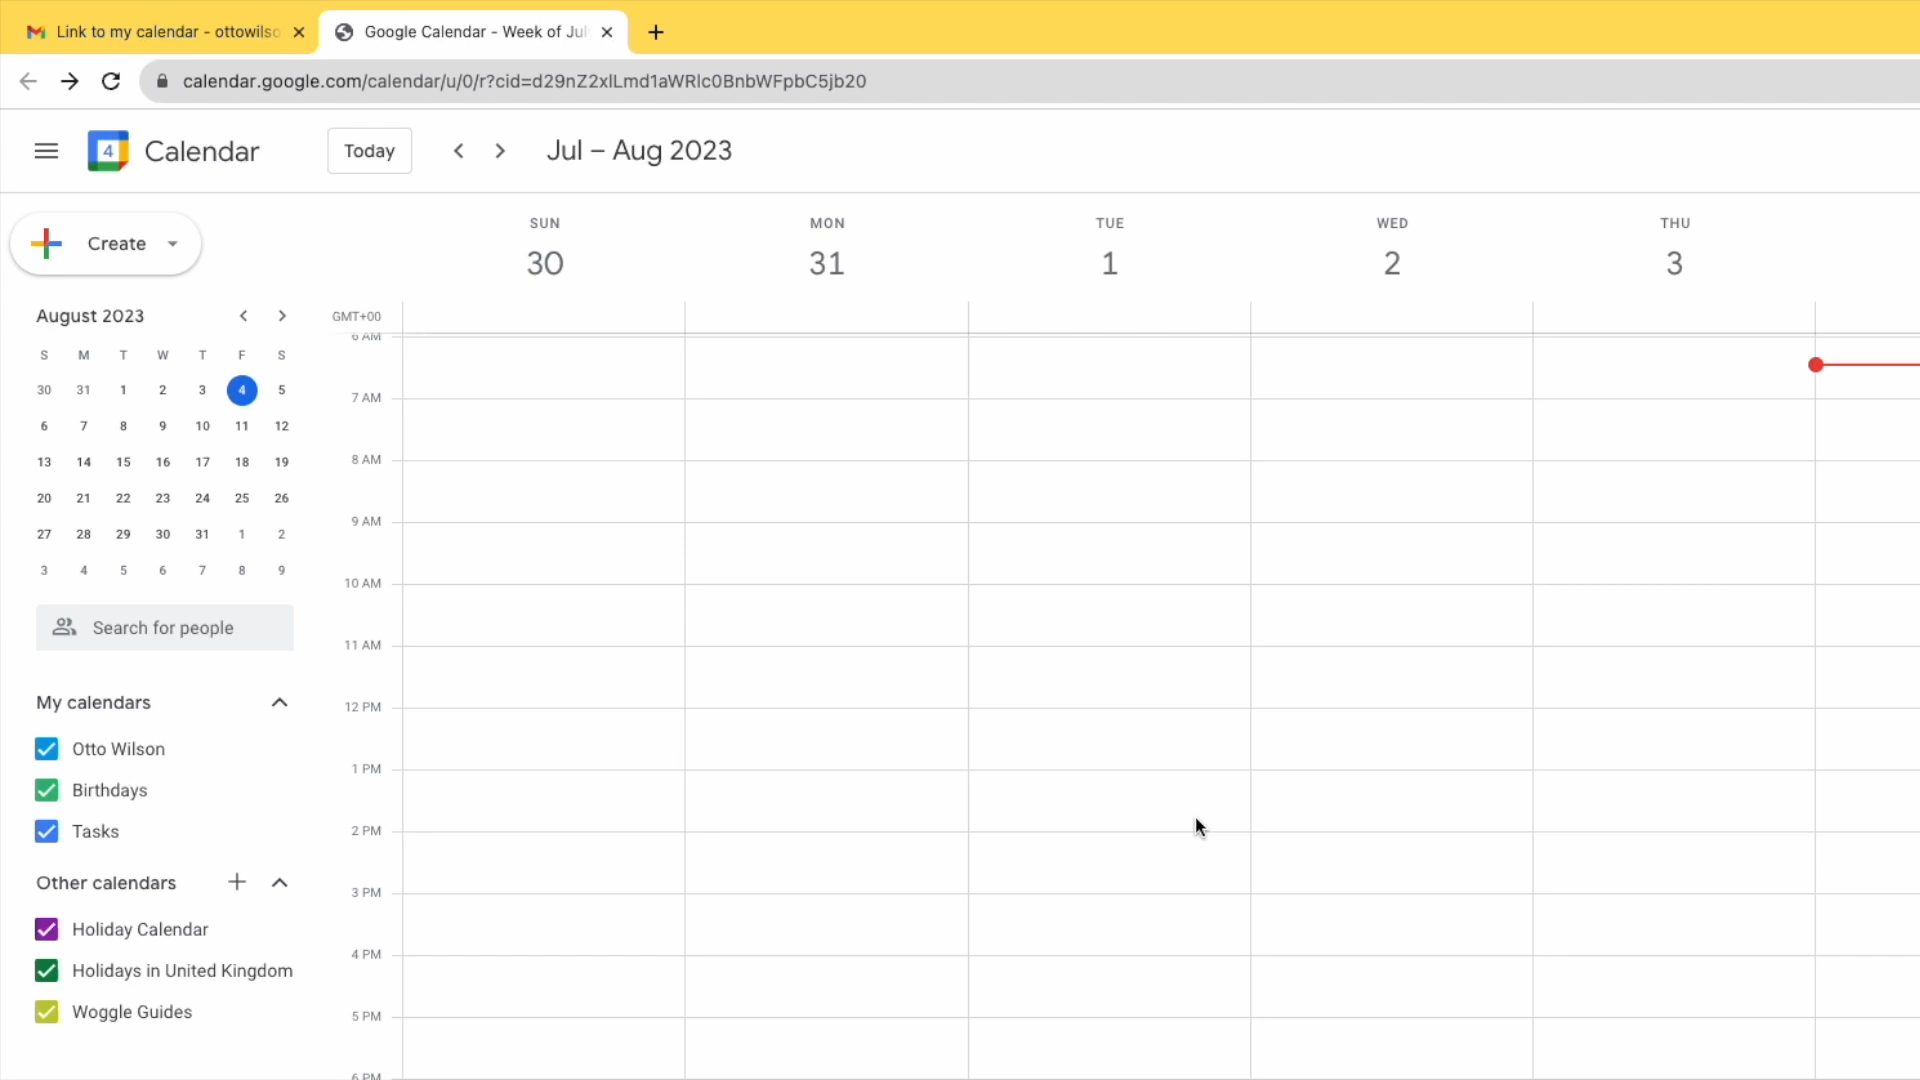 Link to my calendar - ottowilso
Google Calendar - Week of Jul
calendar.google.com/calendar/u/0/r?cid=d29nZ2xlLmd1aWRlc0BnbWFpbC5jb20
4 Calendar Today Jul – Aug 2023
Create
SUN MON TUE WED THU
30 31 1 2 3
August 2023
GMT+00
S M T W T F S
30 31 1 2 3 4 5
6 7 8 9 10 11 12
13 14 15 16 17 18 19
20 21 22 23 24 25 26
27 28 29 30 31 1 2
3 4 5 6 7 8 9
Search for people
My calendars
Otto Wilson
Birthdays
Tasks
Other calendars
Holiday Calendar
Holidays in United Kingdom
Woggle Guides
6 AM
7 AM
8 AM
9 AM
10 AM
11 AM
12 PM
1 PM
2 PM
3 PM
4 PM
5 PM
6 PM